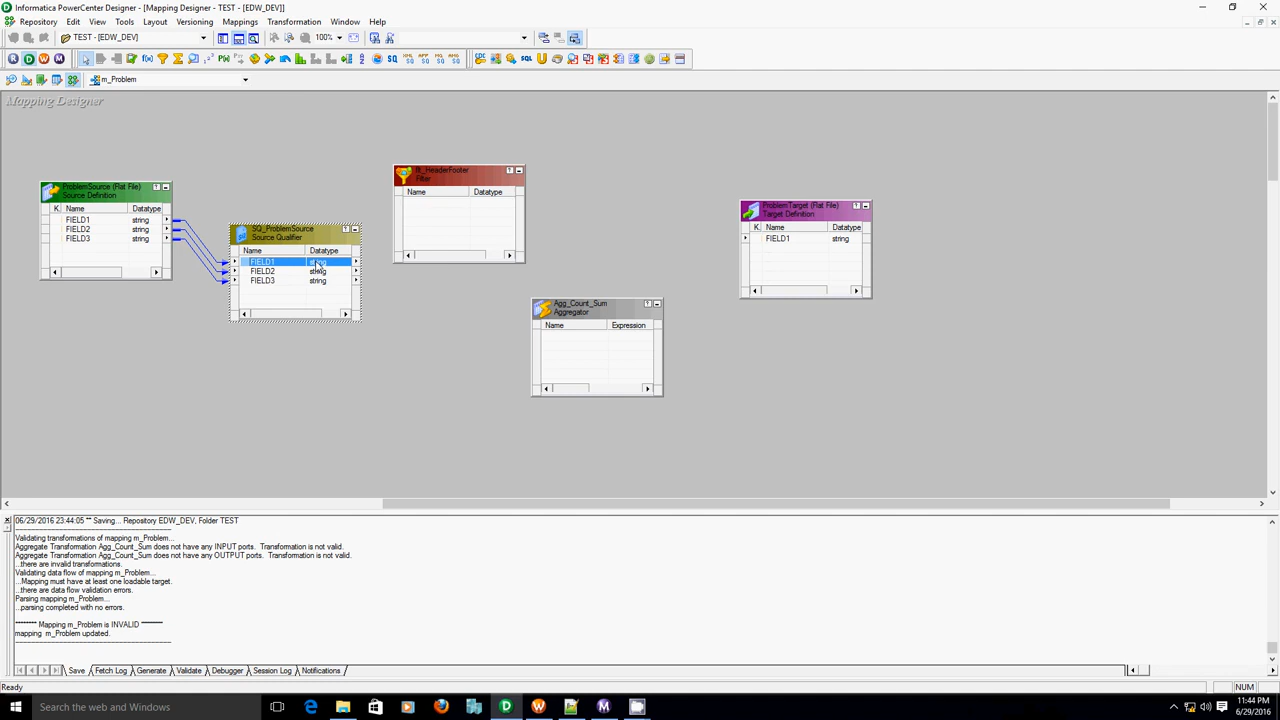 Informatica PowerCenter Designer - [Mapping Designer - TEST - [EDW_DEV]]
Repository Edit View Tools Layout Versioning Mappings Transformation Window Help
TEST - [EDW_DEV] 100%
m_Problem
Mapping Designer
ProblemSource (Flat File)
Source Definition
K. Name Datatype
FIELD1 string
FIELD2 string
FIELD3 string
SQ_ProblemSource
Source Qualifier
Name Datatype
FIELD1 string
FIELD2 string
FIELD3 string
flt_HeaderFooter
Filter
Name Datatype
Agg_Count_Sum
Aggregator
Name Expression
ProblemTarget (Flat File)
Target Definition
K. Name Datatype
FIELD1 string
06/29/2016 23:44:05 ** Saving... Repository EDW_DEV, Folder TEST
Validating transformations of mapping m_Problem...
Aggregate Transformation Agg_Count_Sum does not have any INPUT ports. Transformation is not valid.
Aggregate Transformation Agg_Count_Sum does not have any OUTPUT ports. Transformation is not valid.
...there are invalid transformations.
Validating data flow of mapping m_Problem...
...Mapping must have at least one loadable target.
...there are data flow validation errors.
Parsing mapping m_Problem...
...parsing completed with no errors.
******** Mapping m_Problem is INVALID ********
mapping m_Problem updated.
Save Fetch Log Generate Validate Debugger Session Log Notifications
Ready NUM
Search the web and Windows
11:44 PM
6/29/2016